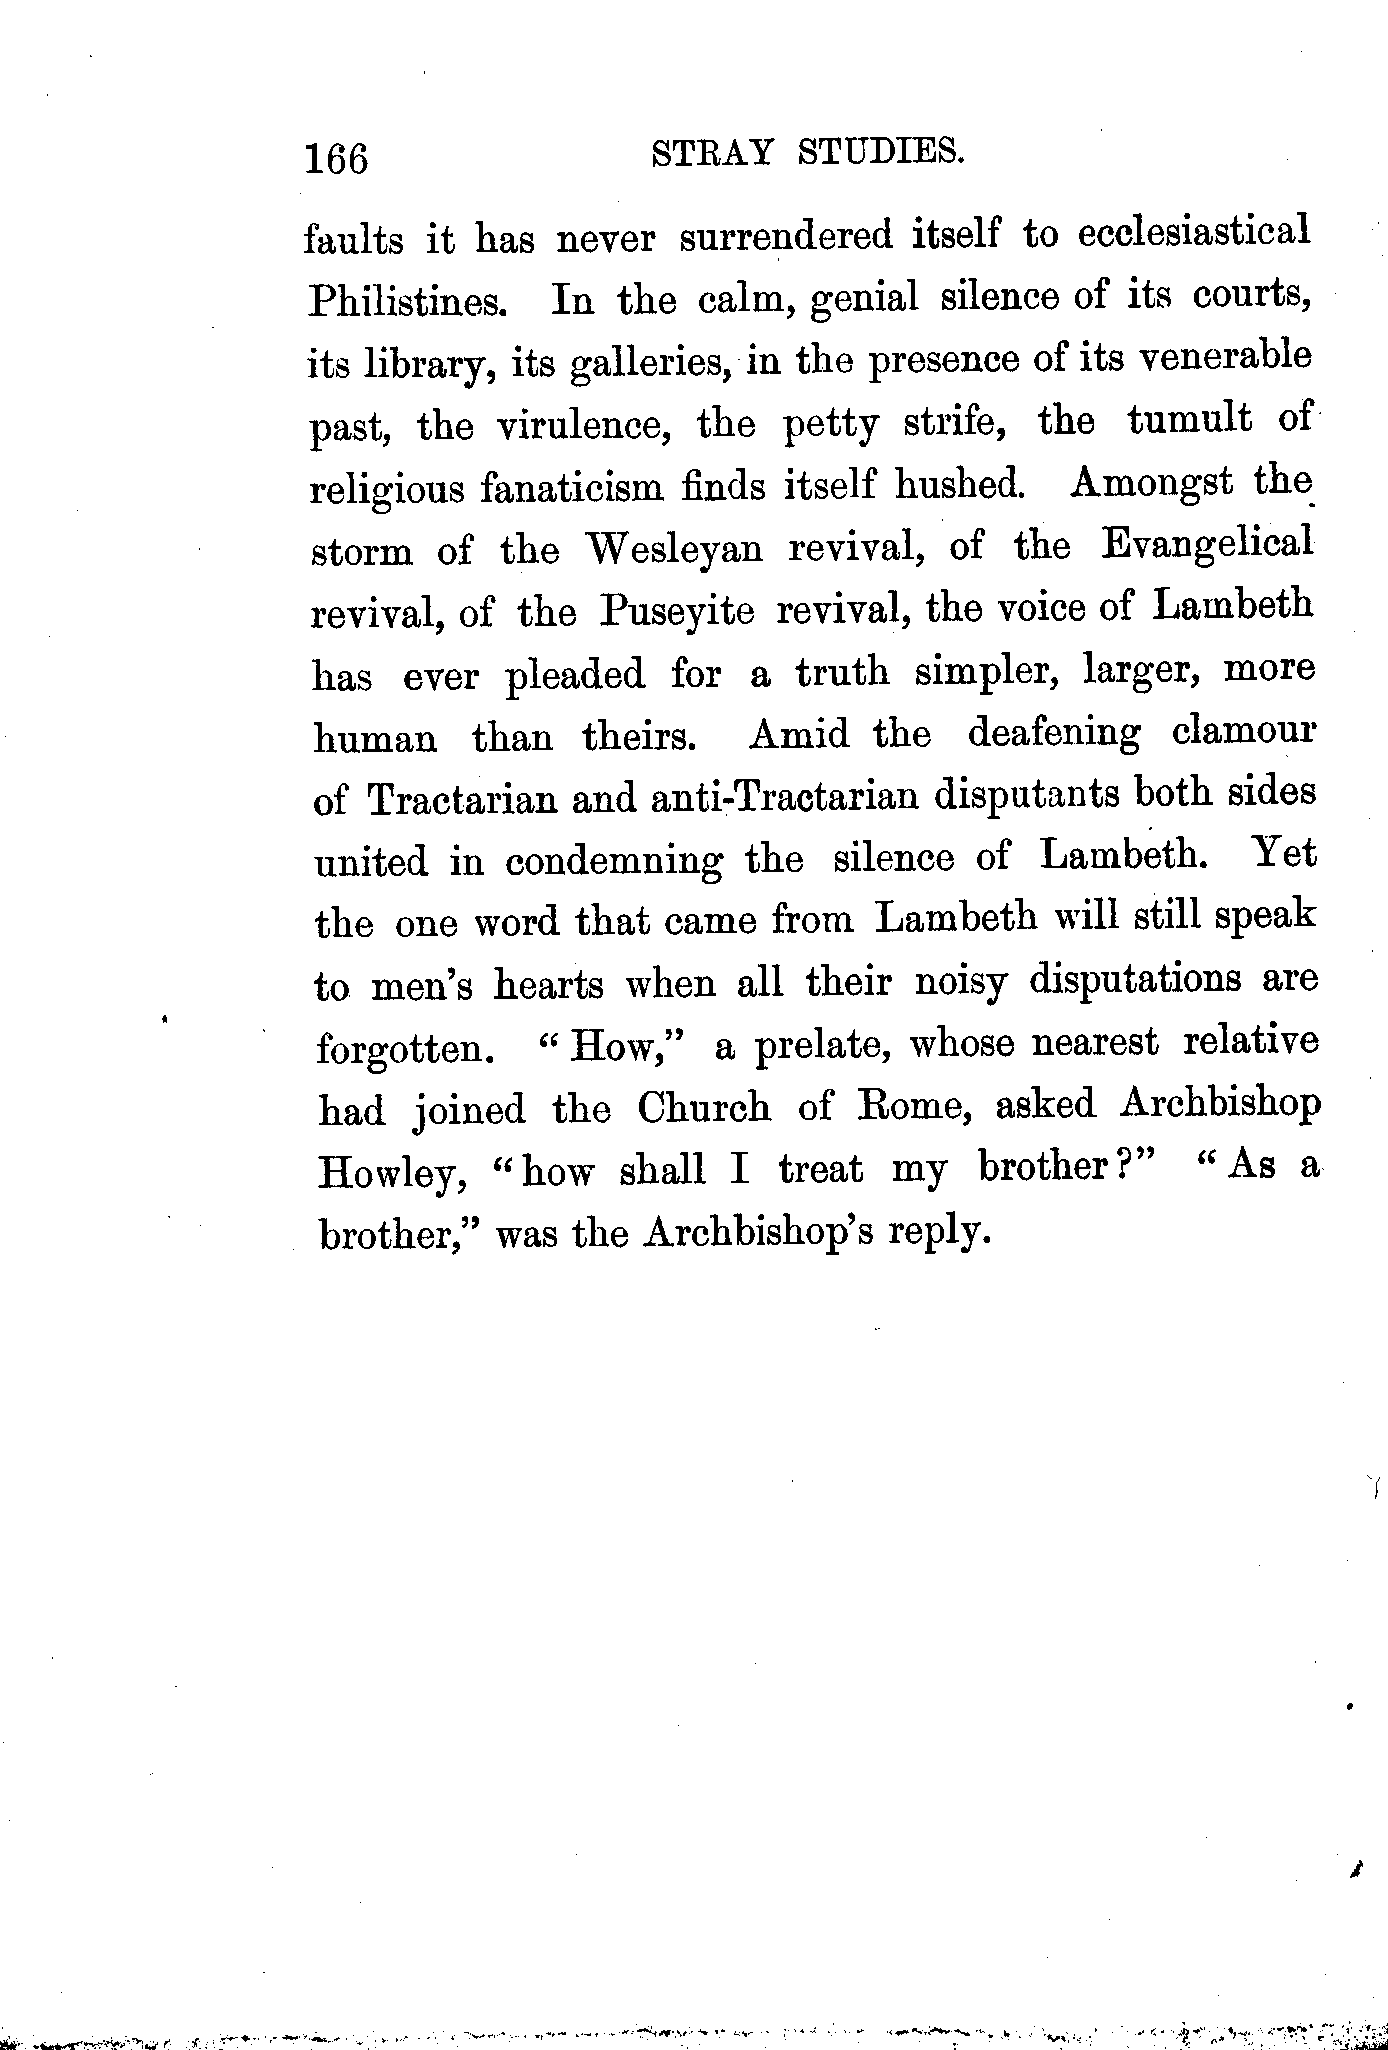 166 STRAY STUDIES.
faults it has never surrendered itself to ecclesiastical
Philistines. In the calm, genial silence of its courts,
its library, its galleries, in the presence of its venerable
past, the virulence, the petty strife, the tumult of
religious fanaticism finds itself hushed. Amongst the
storm of the Wesleyan revival, of the Evangelical
revival, of the Puseyite revival, the voice of Lambeth
has ever pleaded for a truth simpler, larger, more
human than theirs. Amid the deafening clamour
of Tractarian and anti-Tractarian disputants both sides
united in condemning the silence of Lambeth. Yet
the one word that came from Lambeth will still speak
to men's hearts when all their noisy disputations are
forgotten. “How,” a prelate, whose nearest relative
had joined the Church of Rome, asked Archbishop
Howley, “how shall I treat my brother?” “As a
brother,” was the Archbishop's reply.